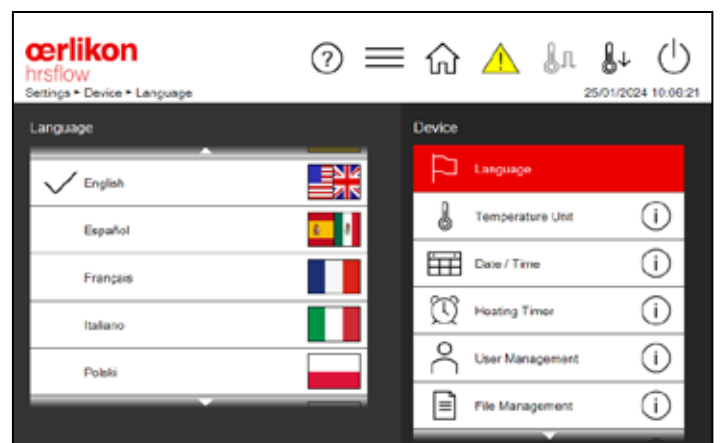 œrlikon
hrsflow
Settings ▸ Device ▸ Language
25/01/2024 10:06:21
Language
English
Español
Français
Italiano
Polski
Device
Language
Temperature Unit
Date / Time
Heating Timer
User Management
File Management